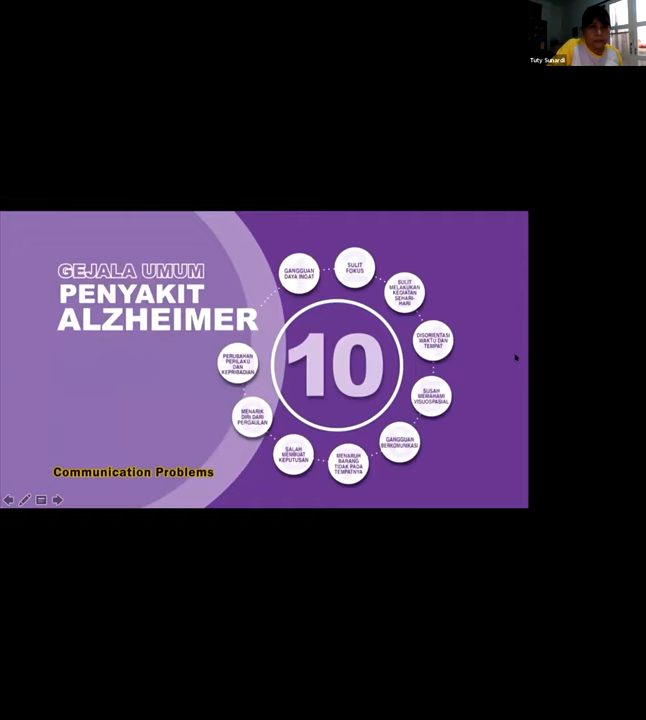 Tuty Sunardi
GEJALA UMUM
PENYAKIT
ALZHEIMER
10
GANGGUAN
DAYA INGAT
SULIT
FOKUS
SULIT
MELAKUKAN
KEGIATAN
SEHARI-
HARI
DISORIENTASI
WAKTU DAN
TEMPAT
SUSAH
MEMAHAMI
VISUOSPASIAL
GANGGUAN
BERKOMUNIKASI
MENARUH
BARANG
TIDAK PADA
TEMPATNYA
SALAH
MEMBUAT
KEPUTUSAN
MENARIK
DIRI DARI
PERGAULAN
PERUBAHAN
PERILAKU
DAN
KEPRIBADIAN
Communication Problems